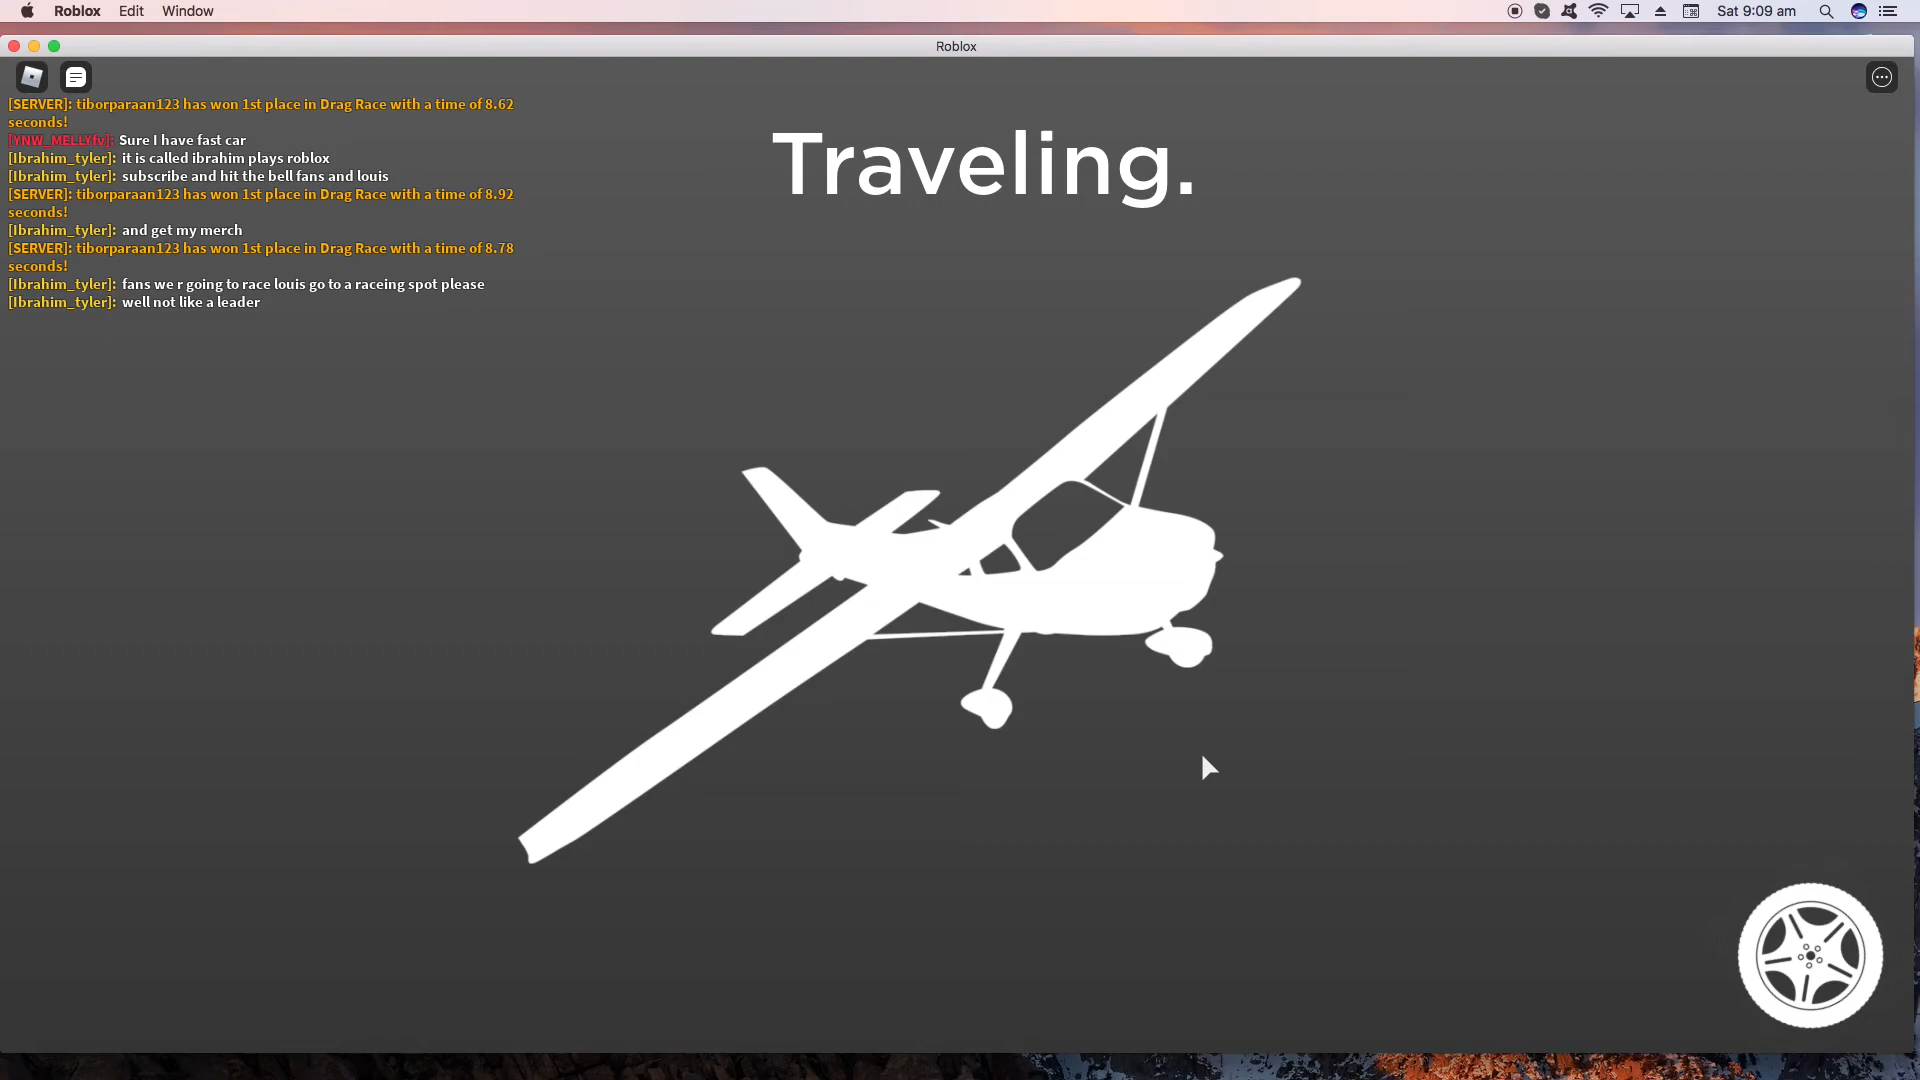 Roblox Edit Window Sat 9:09 am
Roblox
[SERVER]: tiborparaan123 has won 1st place in Drag Race with a time of 8.62
seconds!
[YNW_MELLYfv]: Sure I have fast car
[Ibrahim_tyler]: it is called ibrahim plays roblox
[Ibrahim_tyler]: subscribe and hit the bell fans and louis
[SERVER]: tiborparaan123 has won 1st place in Drag Race with a time of 8.92
seconds!
[Ibrahim_tyler]: and get my merch
[SERVER]: tiborparaan123 has won 1st place in Drag Race with a time of 8.78
seconds!
[Ibrahim_tyler]: fans we r going to race louis go to a raceing spot please
[Ibrahim_tyler]: well not like a leader
Traveling.